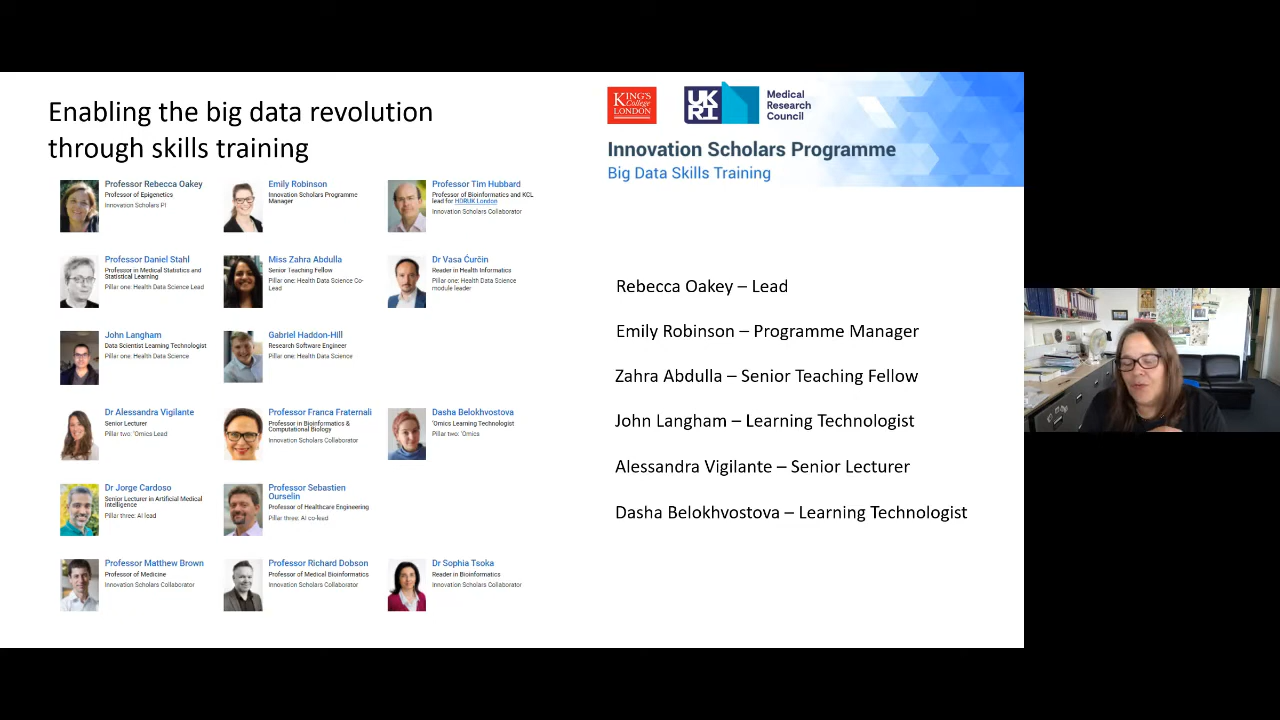 Enabling the big data revolution
through skills training
KING'S
College
LONDON
UK
RI
Medical
Research
Council
Innovation Scholars Programme
Big Data Skills Training
Professor Rebecca Oakey
Professor of Epigenetics
Innovation Scholars PI
Emily Robinson
Innovation Scholars Programme
Manager
Professor Tim Hubbard
Professor of Bioinformatics and KCL
lead for HDRUK London
Innovation Scholars Collaborator
Professor Daniel Stahl
Professor in Medical Statistics and
Statistical Learning
Pillar one: Health Data Science Lead
Miss Zahra Abdulla
Senior Teaching Fellow
Pillar one: Health Data Science Co-
Lead
Dr Vasa Ćurčin
Reader in Health Informatics
Pillar one: Health Data Science
module leader
John Langham
Data Scientist Learning Technologist
Pillar one: Health Data Science
Gabriel Haddon-Hill
Research Software Engineer
Pillar one: Health Data Science
Dr Alessandra Vigilante
Senior Lecturer
Pillar two: 'Omics Lead
Professor Franca Fraternali
Professor in Bioinformatics &
Computational Biology
Innovation Scholars Collaborator
Dasha Belokhvostova
'Omics Learning Technologist
Pillar two: 'Omics
Dr Jorge Cardoso
Senior Lecturer in Artificial Medical
Intelligence
Pillar three: AI lead
Professor Sebastien
Ourselin
Professor of Healthcare Engineering
Pillar three: AI co-lead
Professor Matthew Brown
Professor of Medicine
Innovation Scholars Collaborator
Professor Richard Dobson
Professor of Medical Bioinformatics
Innovation Scholars Collaborator
Dr Sophia Tsoka
Reader in Bioinformatics
Innovation Scholars Collaborator
Rebecca Oakey – Lead
Emily Robinson – Programme Manager
Zahra Abdulla – Senior Teaching Fellow
John Langham – Learning Technologist
Alessandra Vigilante – Senior Lecturer
Dasha Belokhvostova – Learning Technologist